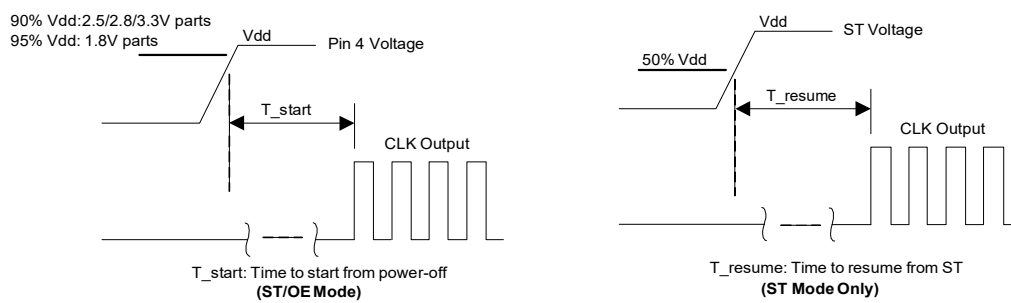 90% Vdd:2.5/2.8/3.3V parts
95% Vdd: 1.8V parts
Vdd
Pin 4 Voltage
T_start
CLK Output
T_start: Time to start from power-off
(ST/OE Mode)
Vdd
ST Voltage
50% Vdd
T_resume
CLK Output
T_resume: Time to resume from ST
(ST Mode Only)